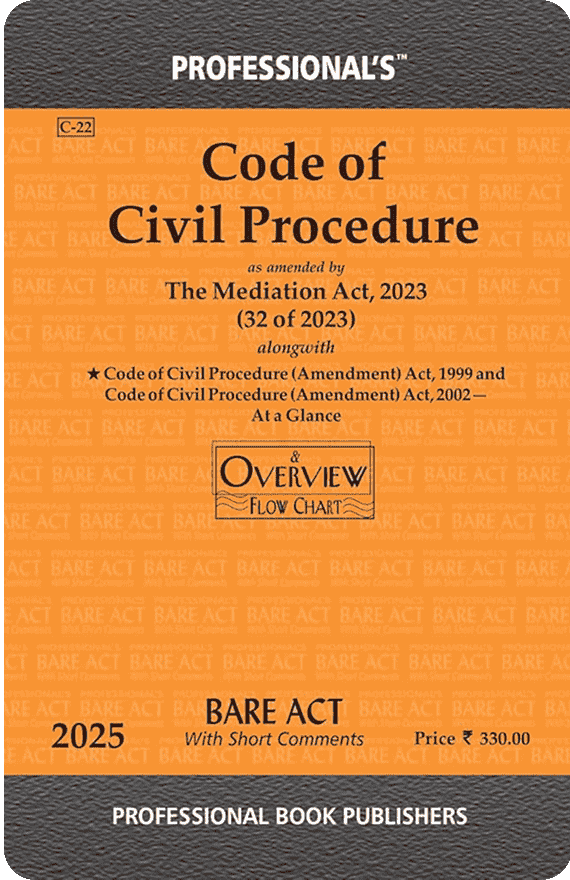 PROFESSIONAL'S™
C-22
Code of
Civil Procedure
as amended by
The Mediation Act, 2023
(32 of 2023)
alongwith
★ Code of Civil Procedure (Amendment) Act, 1999 and
Code of Civil Procedure (Amendment) Act, 2002—
At a Glance
&
OVERVIEW
FLOW CHART
BARE ACT
2025
With Short Comments
Price ₹ 330.00
PROFESSIONAL BOOK PUBLISHERS